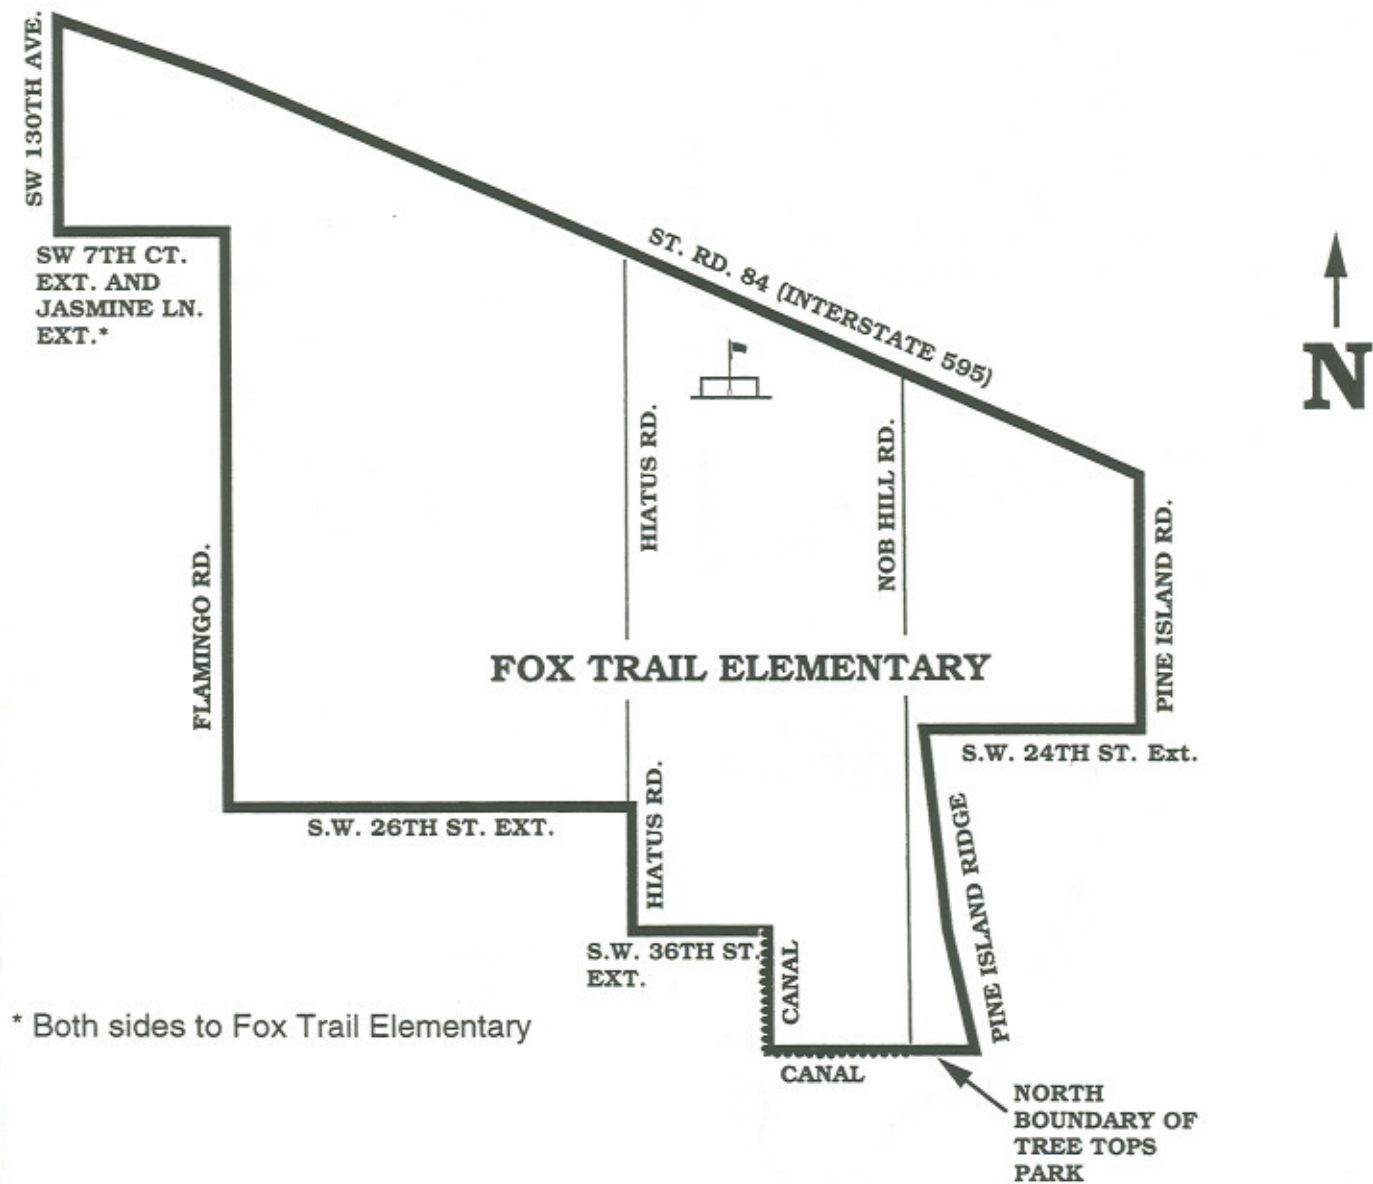 SW 130TH AVE.
SW 7TH CT.
EXT. AND
JASMINE LN.
EXT.*
ST. RD. 84 (INTERSTATE 595)
N
HIATUS RD.
NOB HILL RD.
PINE ISLAND RD.
FLAMINGO RD.
FOX TRAIL ELEMENTARY
S.W. 24TH ST. Ext.
HIATUS RD.
S.W. 26TH ST. EXT.
PINE ISLAND RIDGE
S.W. 36TH ST.
EXT.
CANAL
* Both sides to Fox Trail Elementary
CANAL
NORTH
BOUNDARY OF
TREE TOPS
PARK